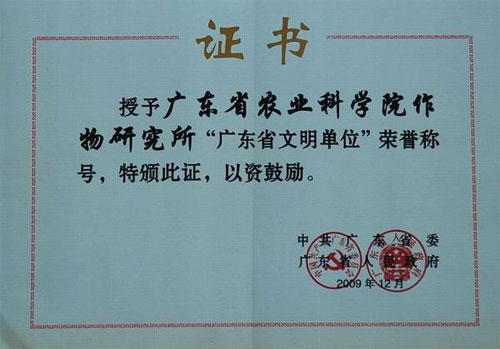 证书
授予广东省农业科学院作
物研究所“广东省文明单位”荣誉称
号，特颁此证，以资鼓励。
中共广东省委
广东省人民政府
2009年12月